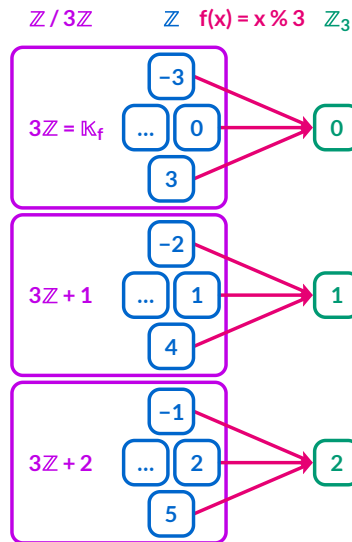 ℤ / 3ℤ ℤ f(x) = x % 3 ℤ₃
−3
3ℤ = 𝕂f ... 0 0
3
−2
3ℤ + 1 ... 1 1
4
−1
3ℤ + 2 ... 2 2
5